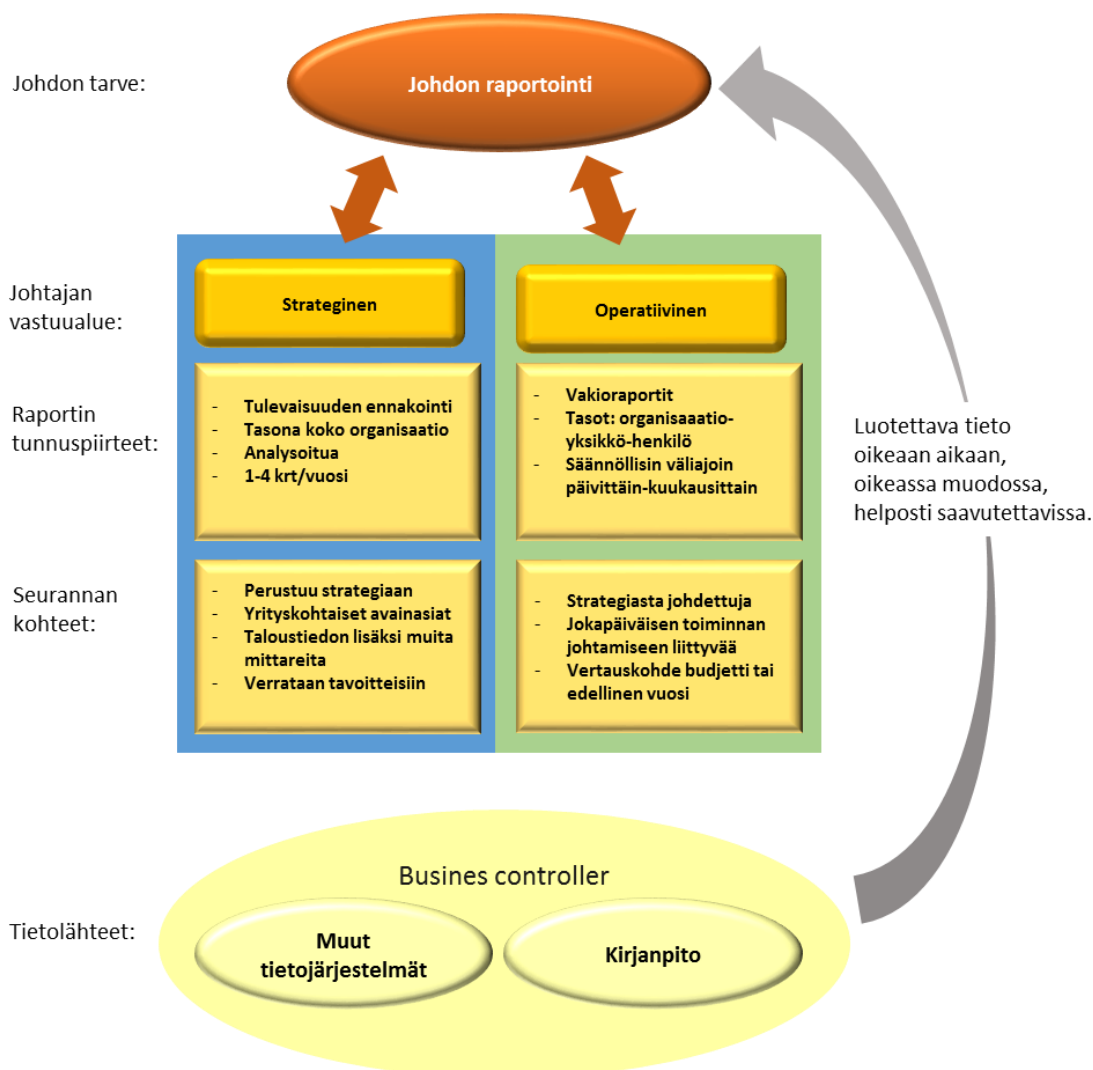 Johdon tarve:
Johdon raportointi
Johtajan
vastuualue:
Strateginen
Operatiivinen
Raportin
tunnuspiirteet:
- Tulevaisuuden ennakointi
- Tasona koko organisaatio
- Analysoitua
- 1-4 krt/vuosi
- Vakioraportit
- Tasot: organisaaatio-
yksikkö-henkilö
- Säännöllisin väliajoin
päivittäin-kuukausittain
Luotettava tieto
oikeaan aikaan,
oikeassa muodossa,
helposti saavutettavissa.
Seurannan
kohteet:
- Perustuu strategiaan
- Yrityskohtaiset avainasiat
- Taloustiedon lisäksi muita
mittareita
- Verrataan tavoitteisiin
- Strategiasta johdettuja
- Jokapäiväisen toiminnan
johtamiseen liittyvää
- Vertauskohde budjetti tai
edellinen vuosi
Busines controller
Tietolähteet:
Muut
tietojärjestelmät
Kirjanpito